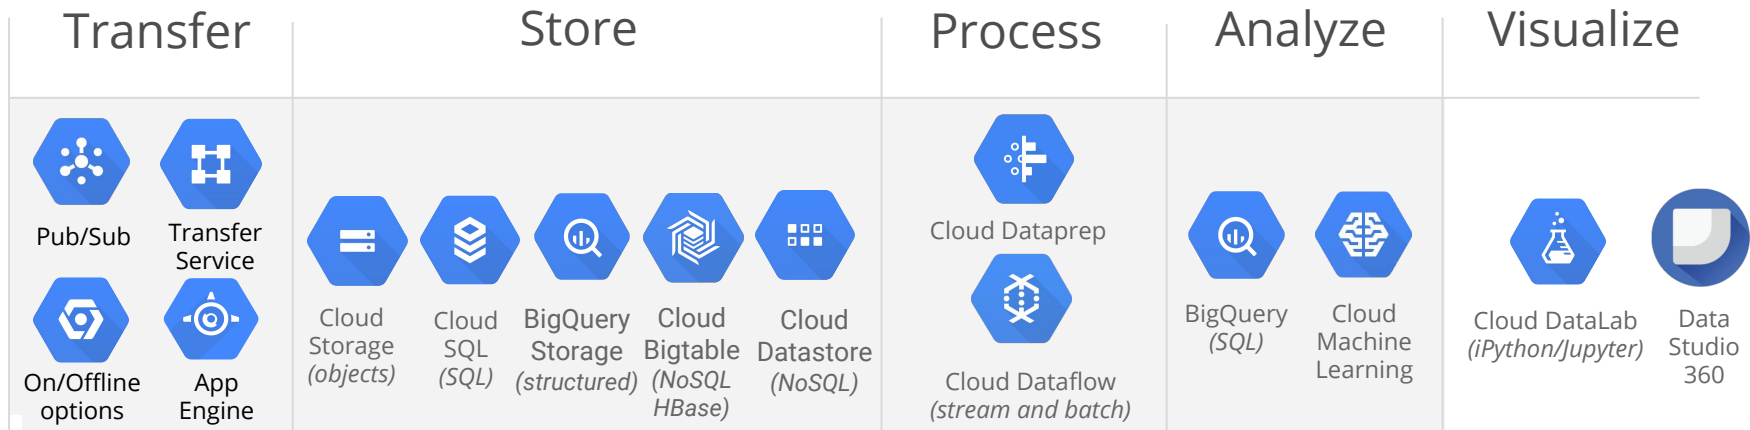 Transfer
Store
Process
Analyze
Visualize
Pub/Sub
Transfer
Service
On/Offline
options
App
Engine
Cloud
Storage
(objects)
Cloud
SQL
(SQL)
BigQuery
Storage
(structured)
Cloud
Bigtable
(NoSQL
HBase)
Cloud
Datastore
(NoSQL)
Cloud Dataprep
Cloud Dataflow
(stream and batch)
BigQuery
(SQL)
Cloud
Machine
Learning
Cloud DataLab
(iPython/Jupyter)
Data
Studio
360